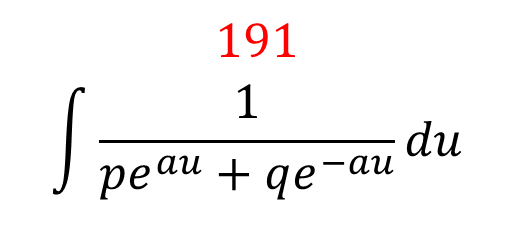 191
∫ 1 / (pe^{au} + qe^{-au}) du